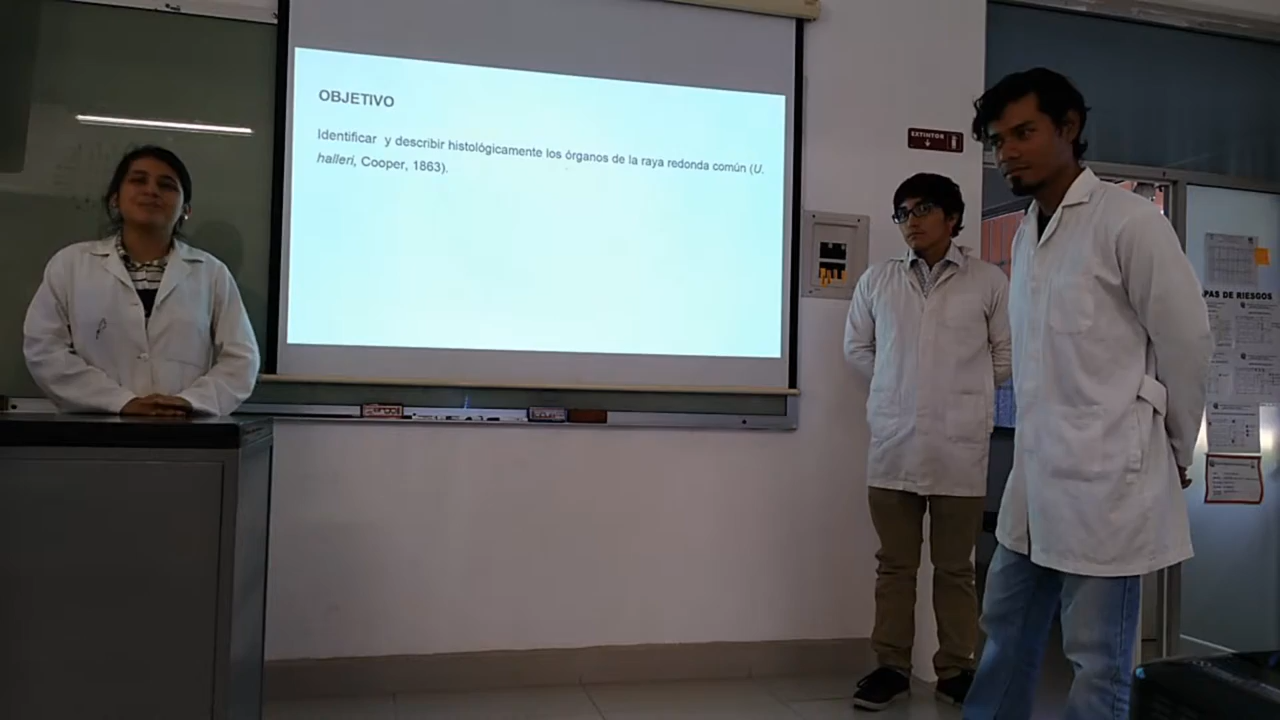 OBJETIVO
Identificar y describir histológicamente los órganos de la raya redonda común (U.
halleri, Cooper, 1863).
EXTINTOR
PAS DE RIESGOS